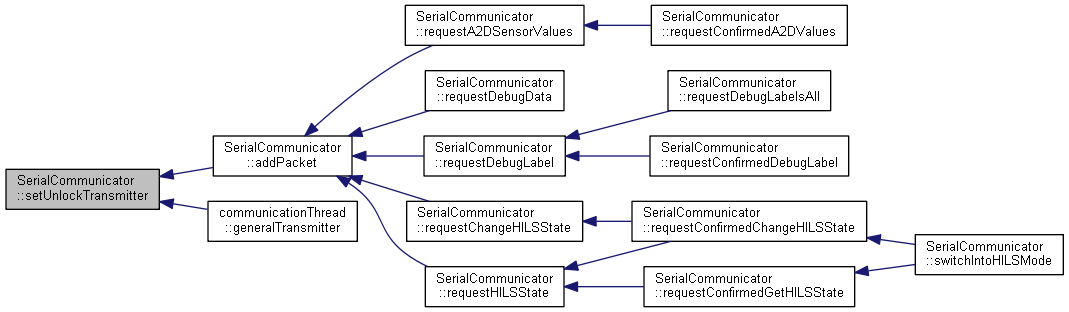 SerialCommunicator
::setUnlockTransmitter
SerialCommunicator
::addPacket
communicationThread
::generalTransmitter
SerialCommunicator
::requestA2DSensorValues
SerialCommunicator
::requestDebugData
SerialCommunicator
::requestDebugLabel
SerialCommunicator
::requestChangeHILSState
SerialCommunicator
::requestHILSState
SerialCommunicator
::requestConfirmedA2DValues
SerialCommunicator
::requestDebugLabelsAll
SerialCommunicator
::requestConfirmedDebugLabel
SerialCommunicator
::requestConfirmedChangeHILSState
SerialCommunicator
::requestConfirmedGetHILSState
SerialCommunicator
::switchIntoHILSMode